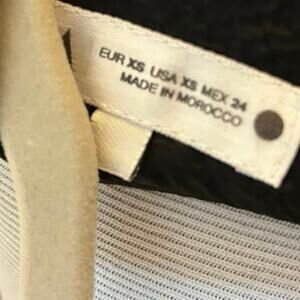 EUR XS USA XS MEX 24
MADE IN MOROCCO